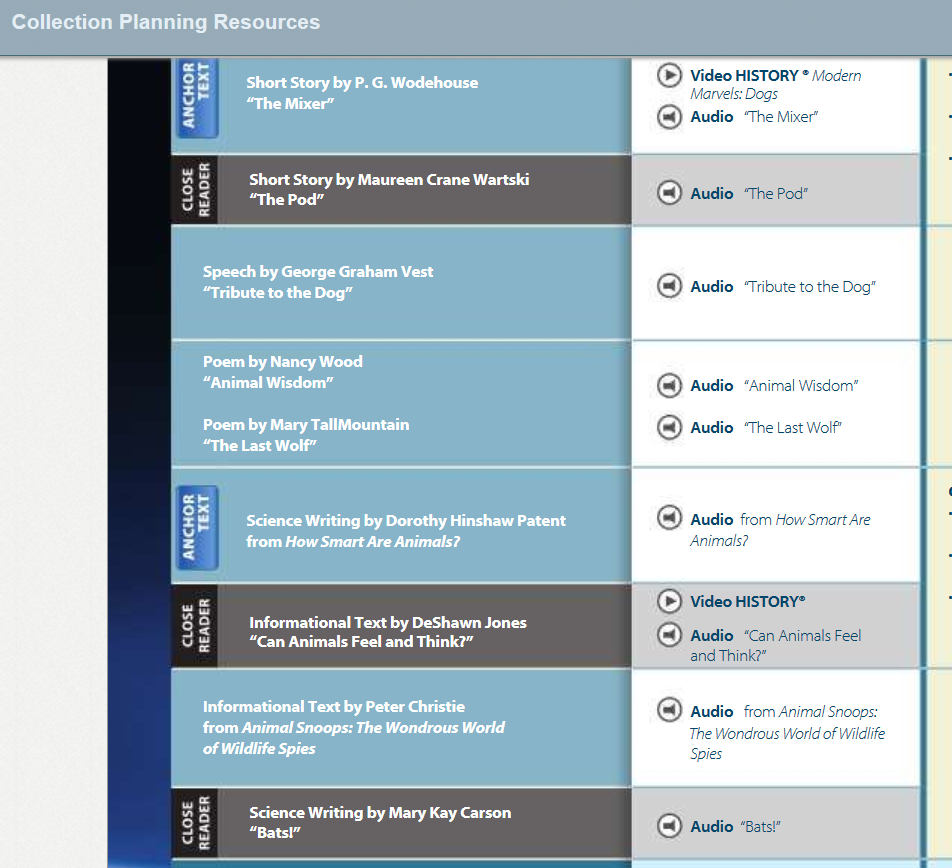 Collection Planning Resources
ANCHOR
TEXT
Short Story by P. G. Wodehouse
“The Mixer”
Video HISTORY ® Modern
Marvels: Dogs
Audio “The Mixer”
CLOSE
READER
Short Story by Maureen Crane Wartski
“The Pod”
Audio “The Pod”
Speech by George Graham Vest
“Tribute to the Dog”
Audio “Tribute to the Dog”
Poem by Nancy Wood
“Animal Wisdom”
Poem by Mary TallMountain
“The Last Wolf”
Audio “Animal Wisdom”
Audio “The Last Wolf”
ANCHOR
TEXT
Science Writing by Dorothy Hinshaw Patent
from How Smart Are Animals?
Audio from How Smart Are
Animals?
CLOSE
READER
Informational Text by DeShawn Jones
“Can Animals Feel and Think?”
Video HISTORY®
Audio “Can Animals Feel
and Think?”
Informational Text by Peter Christie
from Animal Snoops: The Wondrous World
of Wildlife Spies
Audio from Animal Snoops:
The Wondrous World of Wildlife
Spies
CLOSE
READER
Science Writing by Mary Kay Carson
“Bats!”
Audio “Bats!”